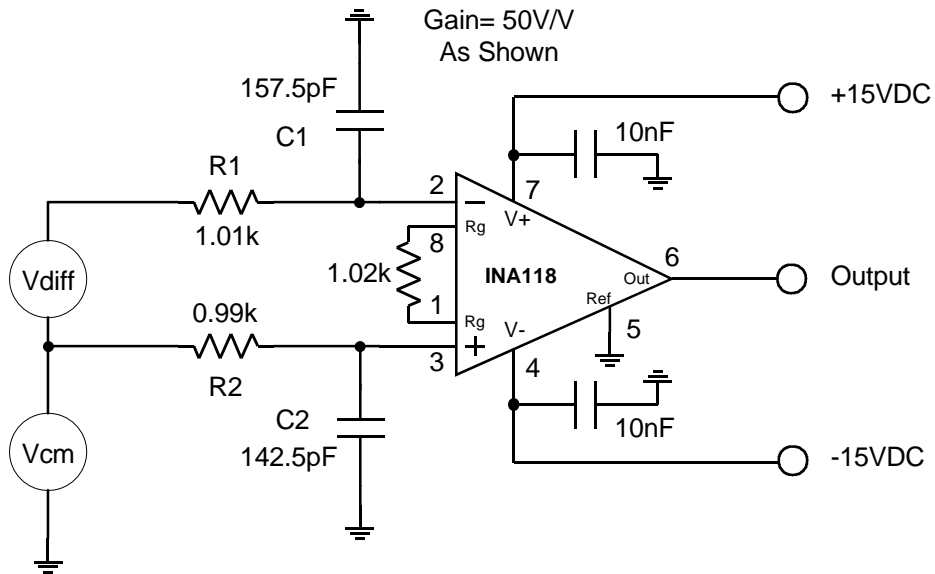 Gain= 50V/V
As Shown
157.5pF
C1
+15VDC
10nF
R1
2
7
V+
1.01k
Rg
8
Vdiff
1.02k
INA118
6
Out
Output
0.99k
1
Rg
Ref
5
V-
3
4
R2
C2
10nF
142.5pF
Vcm
-15VDC